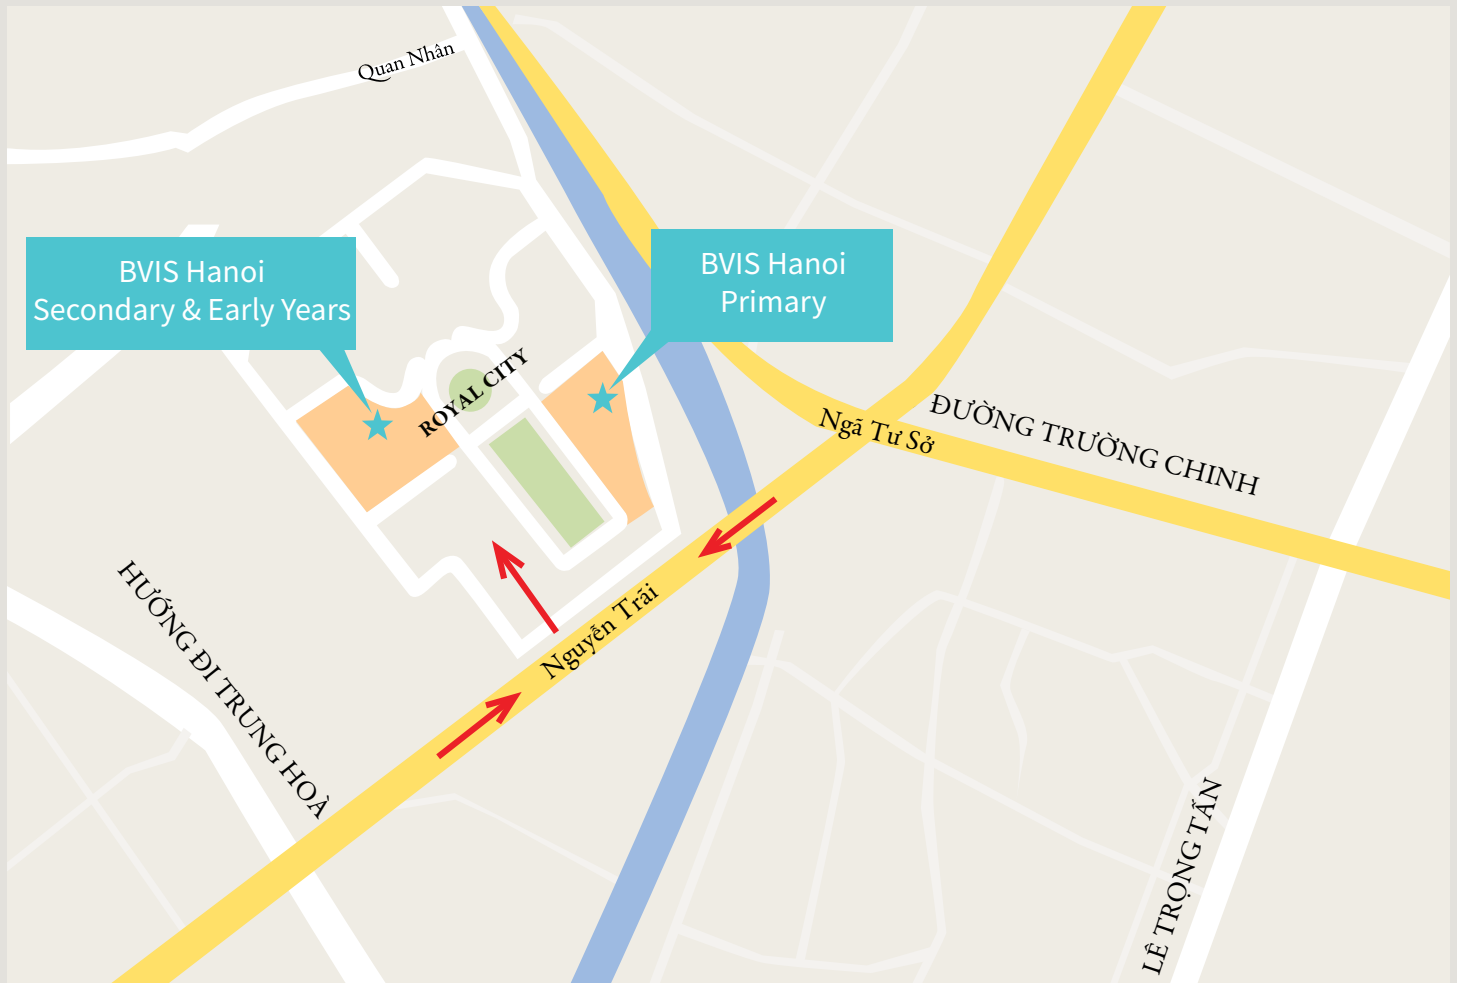 Quan Nhân
BVIS Hanoi
Secondary & Early Years
BVIS Hanoi
Primary
ROYAL CITY
Ngã Tư Sở
ĐƯỜNG TRƯỜNG CHINH
Nguyễn Trãi
HƯỚNG ĐI TRUNG HOÀ
LÊ TRỌNG TẤN